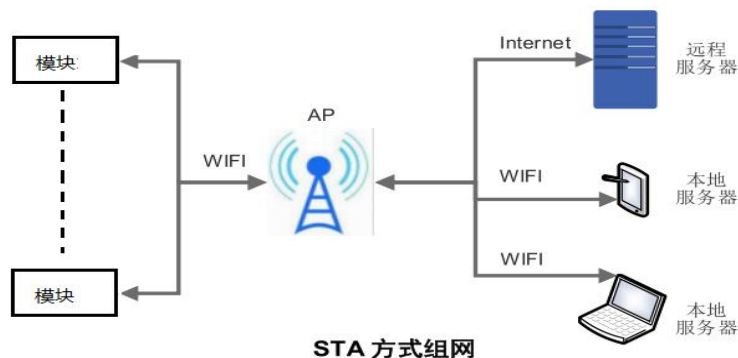 Internet
远程
服务器
模块
AP
WIFI
WIFI
本地
服务器
WIFI
模块
本地
服务器
STA 方式组网